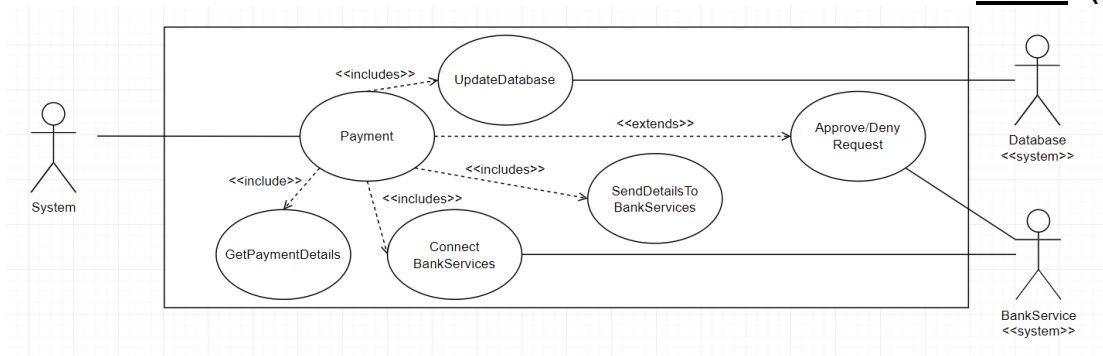 <<includes>>
UpdateDatabase
Payment
<<extends>>
Approve/Deny
Request
Database
<<system>>
<<include>>
<<includes>>
<<includes>>
SendDetailsTo
BankServices
System
GetPaymentDetails
Connect
BankServices
BankService
<<system>>